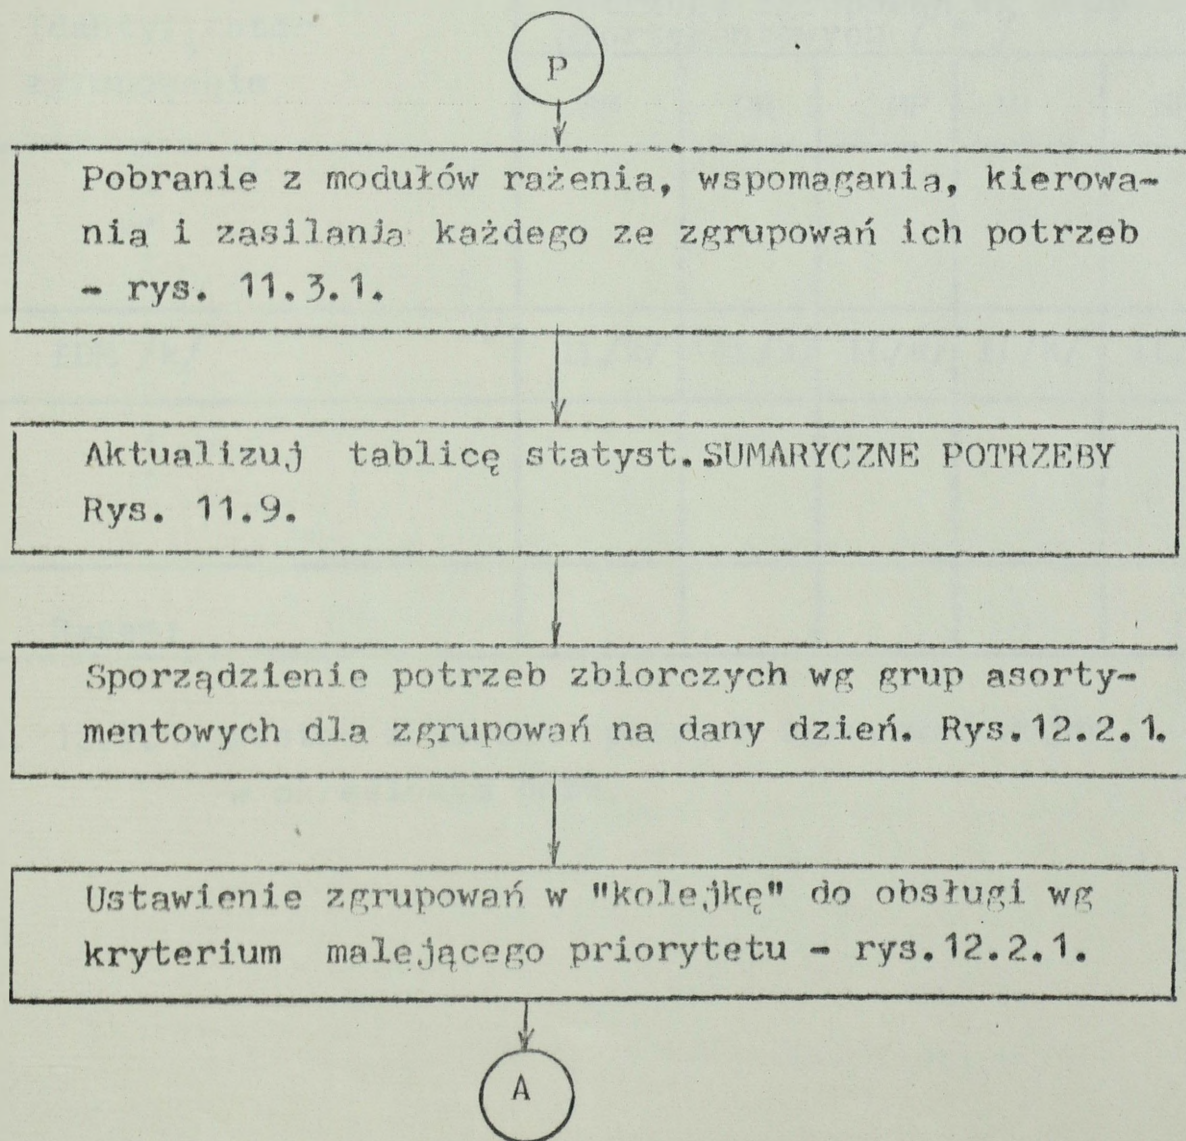 P
Pobranie z modułów rażenia, wspomagania, kierowa-
nia i zasilania każdego ze zgrupowań ich potrzeb
- rys. 11.3.1.
Aktualizuj tablicę statyst. SUMARYCZNE POTRZEBY
Rys. 11.9.
Sporządzienie potrzeb zbiorczych wg grup asorty-
mentowych dla zgrupowań na dany dzień. Rys.12.2.1.
Ustawienie zgrupowań w "kolejkę" do obsługi wg
kryterium malejącego priorytetu - rys.12.2.1.
A